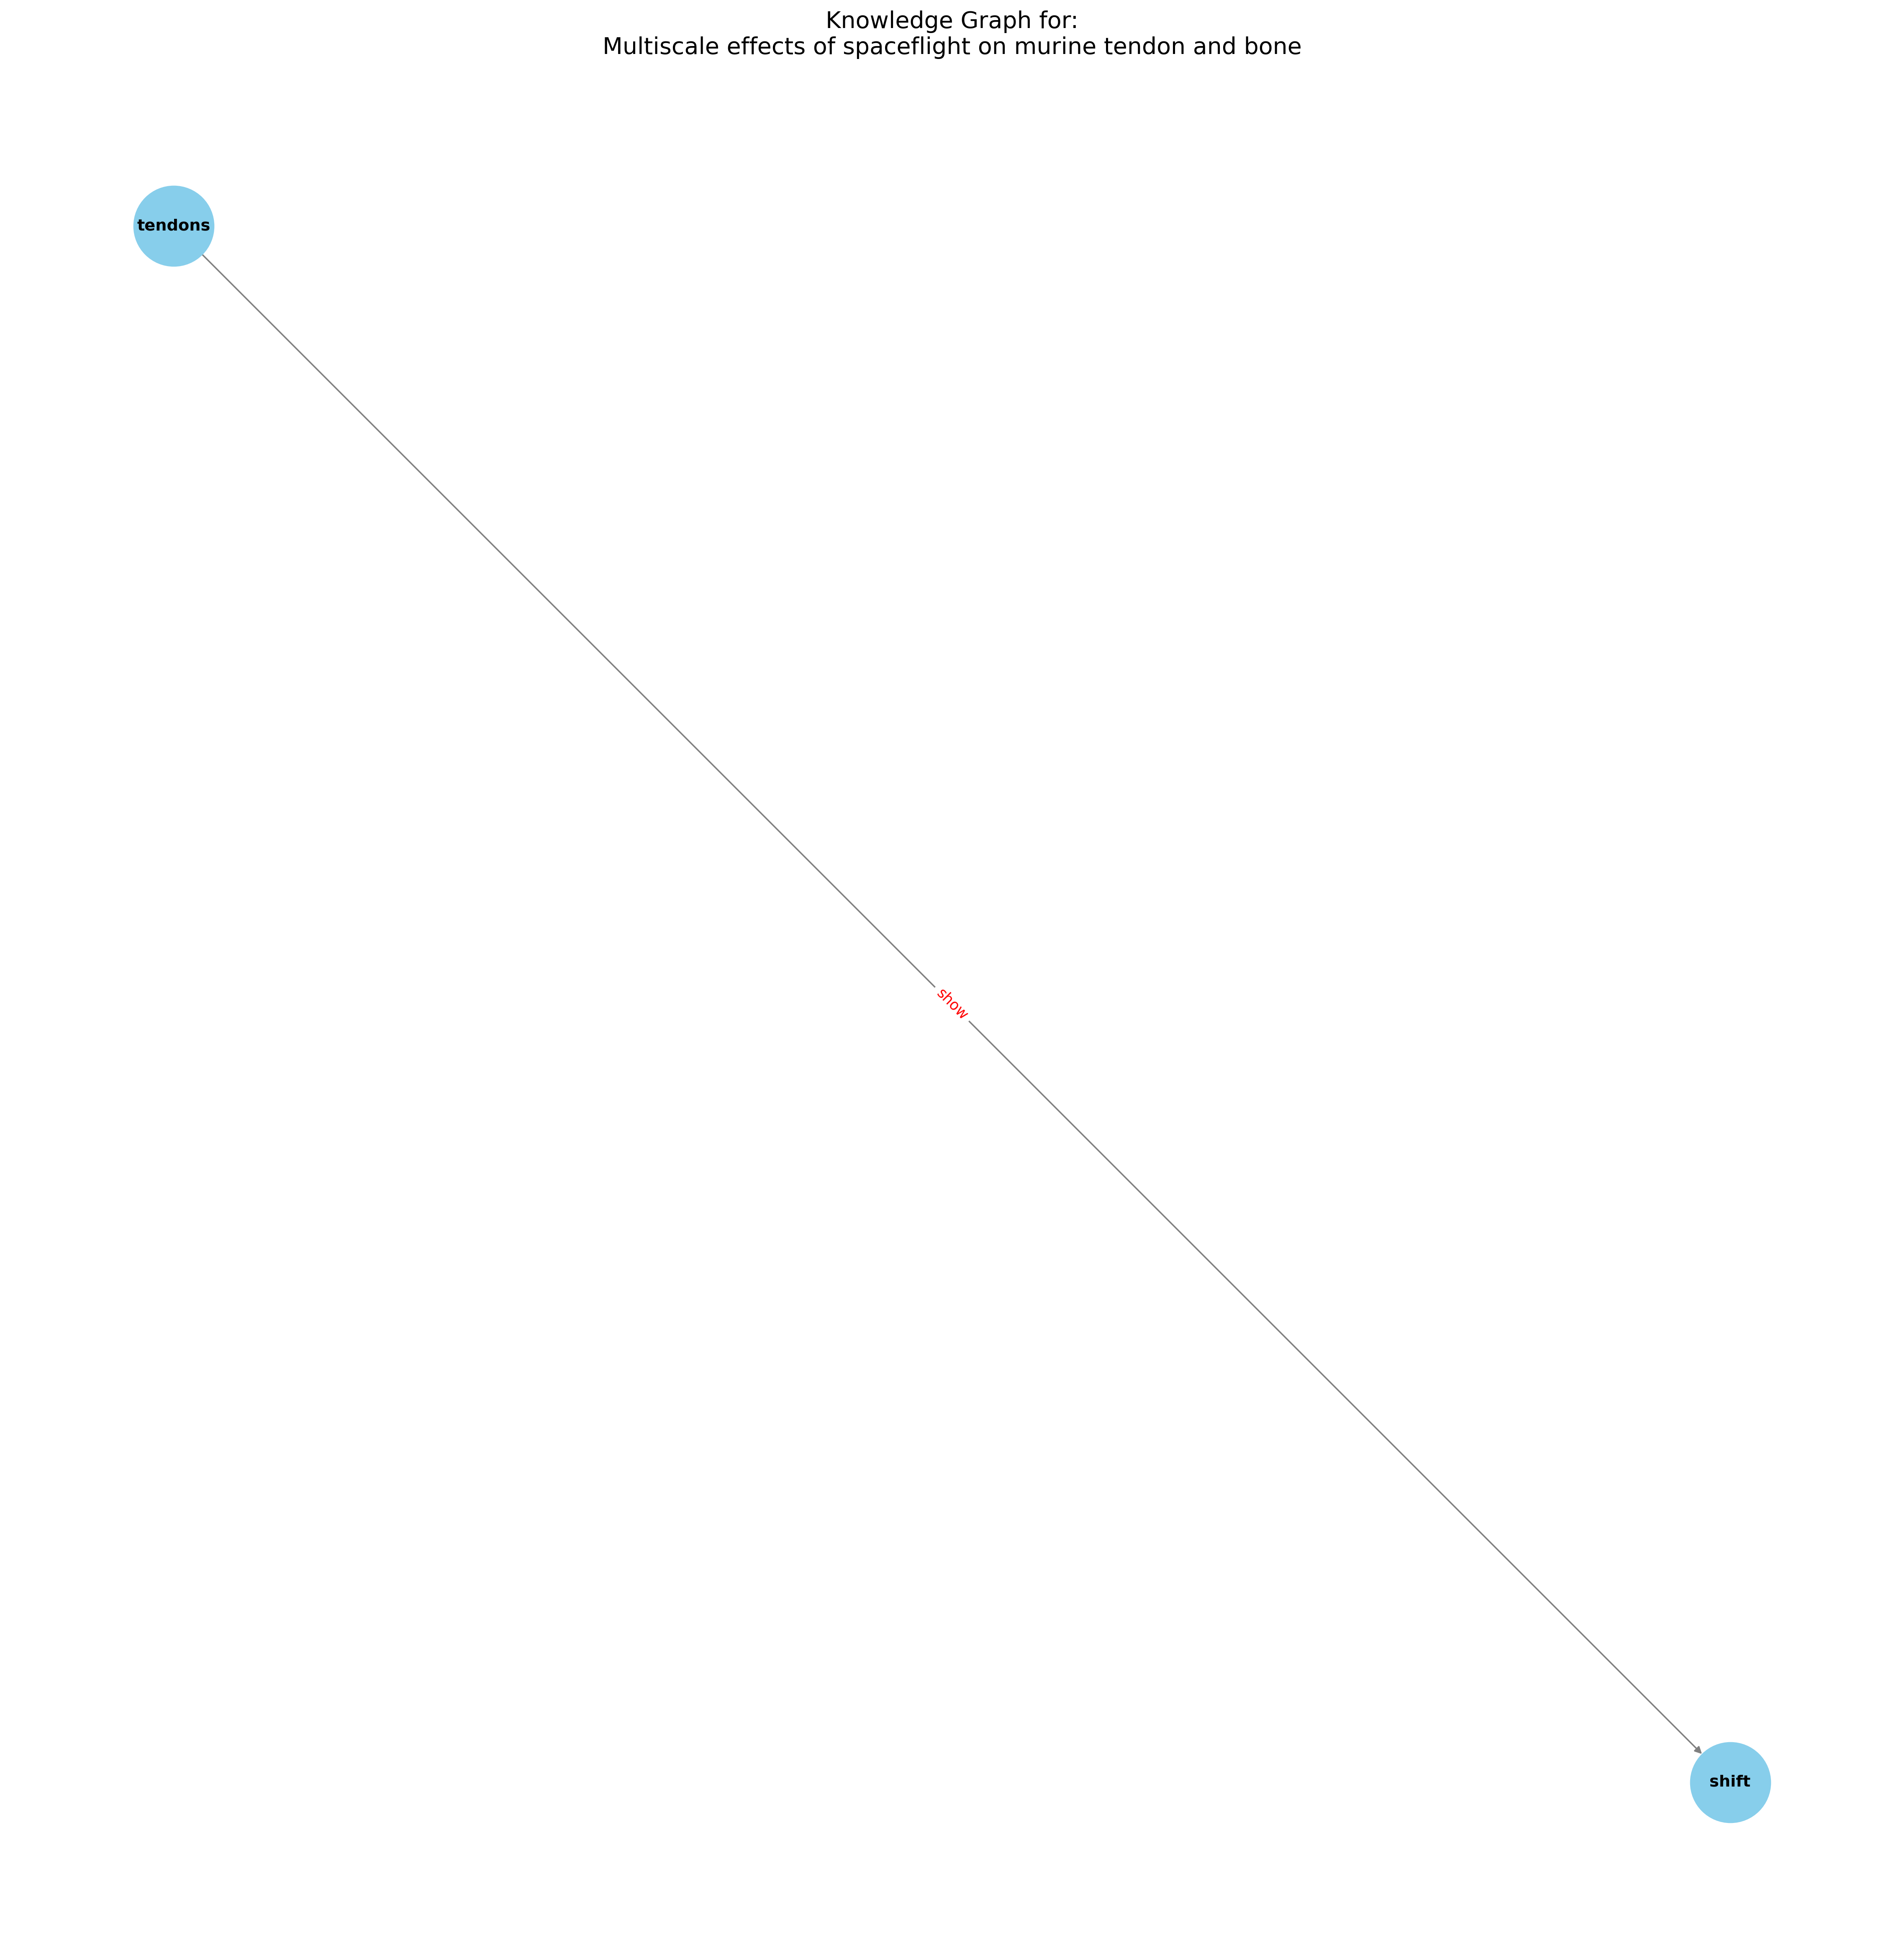 Knowledge Graph for:
Multiscale effects of spaceflight on murine tendon and bone
tendons
show
shift